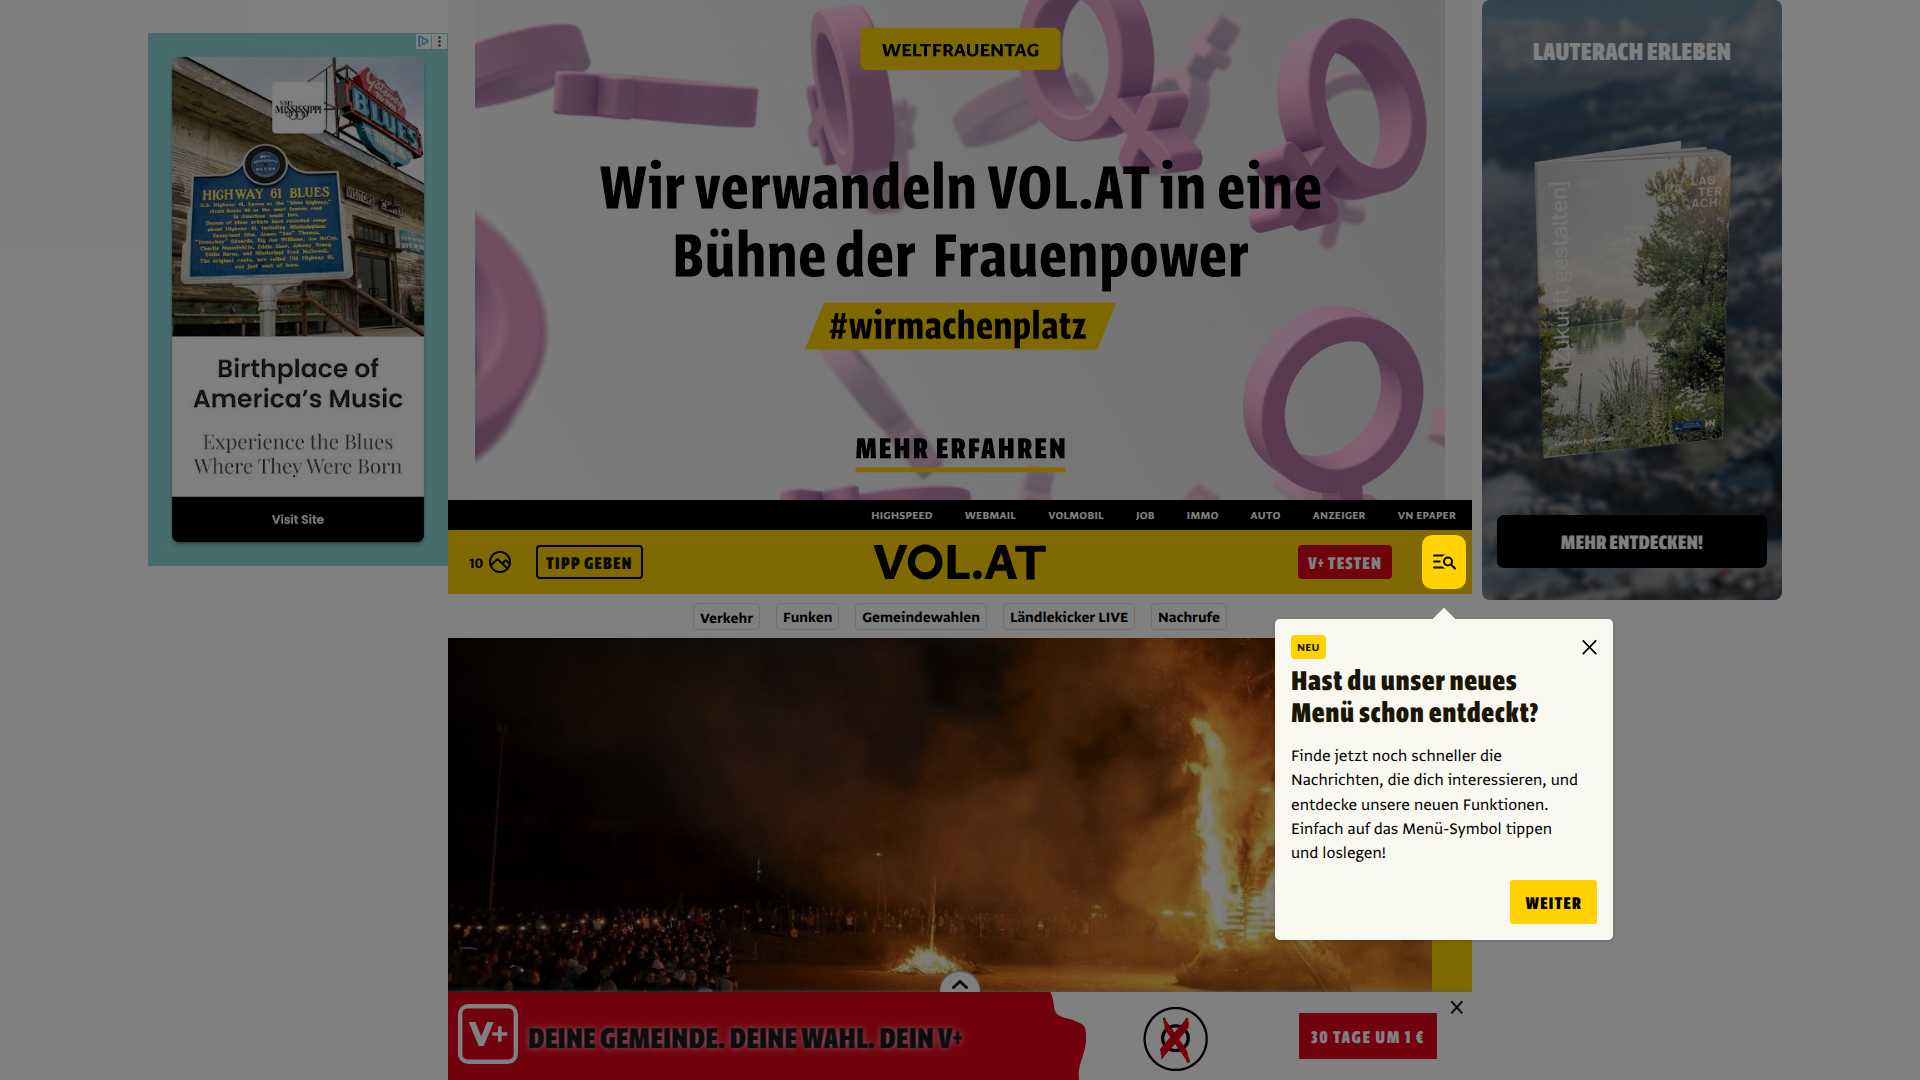 VISIT MISSISSIPPI
BLUES
HIGHWAY 61 BLUES
Birthplace of
America's Music
Experience the Blues
Where They Were Born
Visit Site
WELTFRAUENTAG
Wir verwandeln VOL.AT in eine
Bühne der Frauenpower
#wirmachenplatz
MEHR ERFAHREN
LAUTERACH ERLEBEN
LAU
TER
ACH
[zukunft gestalten]
MEHR ENTDECKEN!
HIGHSPEED WEBMAIL VOLMOBIL JOB IMMO AUTO ANZEIGER VN EPAPER
10 TIPP GEBEN VOL.AT V+ TESTEN
Verkehr Funken Gemeindewahlen Ländlekicker LIVE Nachrufe
NEU
Hast du unser neues
Menü schon entdeckt?
Finde jetzt noch schneller die
Nachrichten, die dich interessieren, und
entdecke unsere neuen Funktionen.
Einfach auf das Menü-Symbol tippen
und loslegen!
WEITER
V+ DEINE GEMEINDE. DEINE WAHL. DEIN V+ 30 TAGE UM 1 €